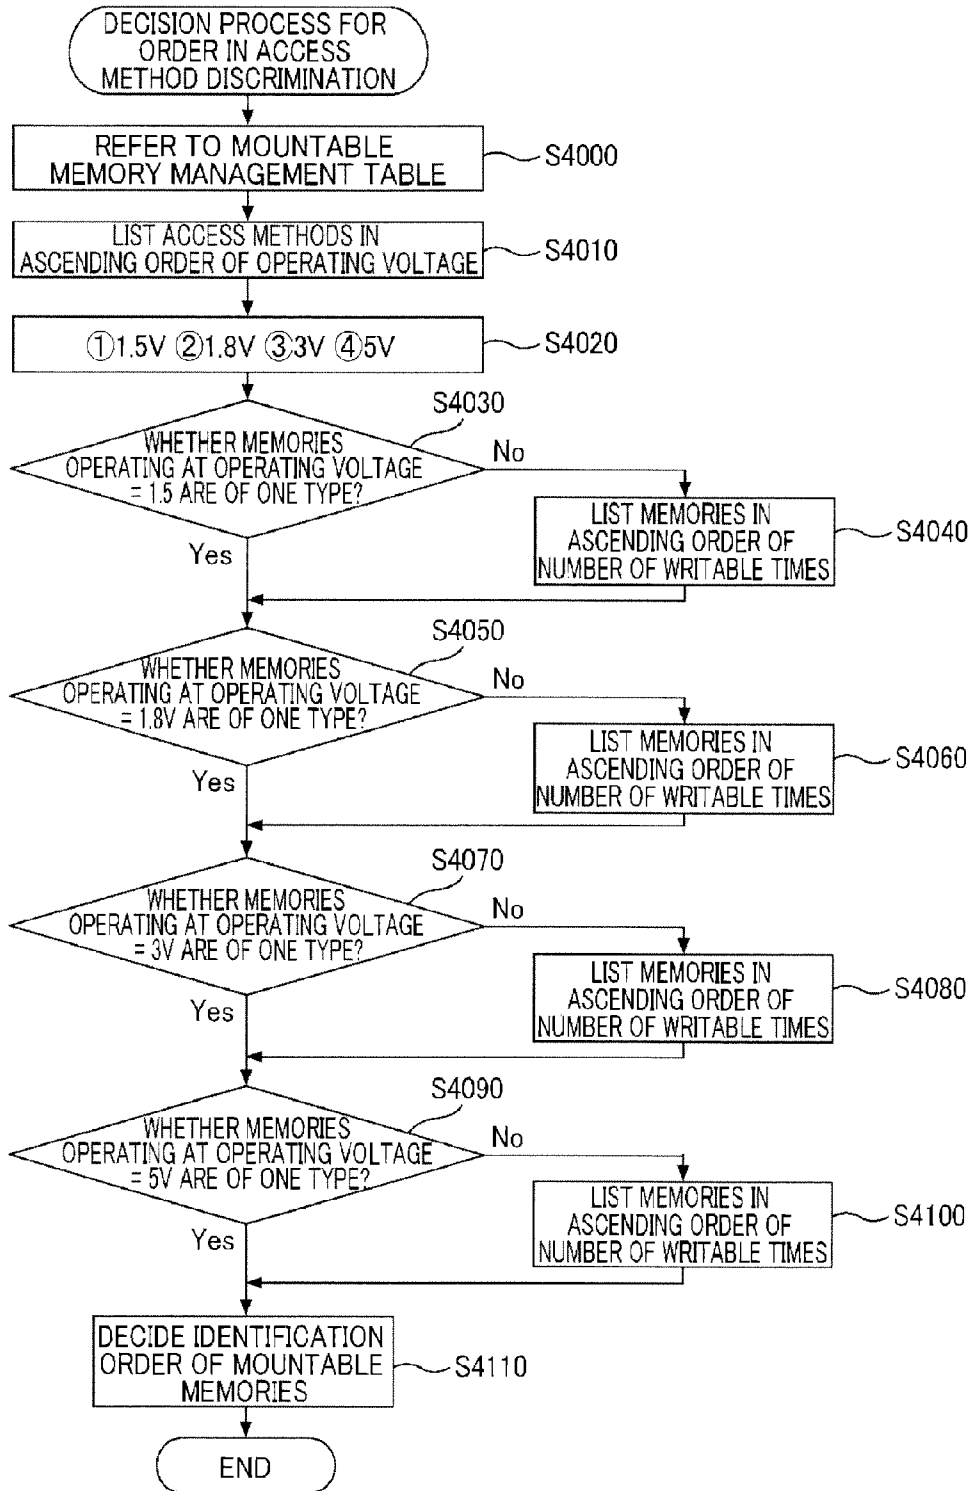 DECISION PROCESS FOR
ORDER IN ACCESS
METHOD DISCRIMINATION
REFER TO MOUNTABLE
MEMORY MANAGEMENT TABLE
S4000
LIST ACCESS METHODS IN
ASCENDING ORDER OF OPERATING VOLTAGE
S4010
①1.5V ②1.8V ③3V ④5V
S4020
S4030
WHETHER MEMORIES
OPERATING AT OPERATING VOLTAGE
= 1.5 ARE OF ONE TYPE?
No
Yes
LIST MEMORIES IN
ASCENDING ORDER OF
NUMBER OF WRITABLE TIMES
S4040
S4050
WHETHER MEMORIES
OPERATING AT OPERATING VOLTAGE
= 1.8V ARE OF ONE TYPE?
No
Yes
LIST MEMORIES IN
ASCENDING ORDER OF
NUMBER OF WRITABLE TIMES
S4060
S4070
WHETHER MEMORIES
OPERATING AT OPERATING VOLTAGE
= 3V ARE OF ONE TYPE?
No
Yes
LIST MEMORIES IN
ASCENDING ORDER OF
NUMBER OF WRITABLE TIMES
S4080
S4090
WHETHER MEMORIES
OPERATING AT OPERATING VOLTAGE
= 5V ARE OF ONE TYPE?
No
Yes
LIST MEMORIES IN
ASCENDING ORDER OF
NUMBER OF WRITABLE TIMES
S4100
DECIDE IDENTIFICATION
ORDER OF MOUNTABLE
MEMORIES
S4110
END